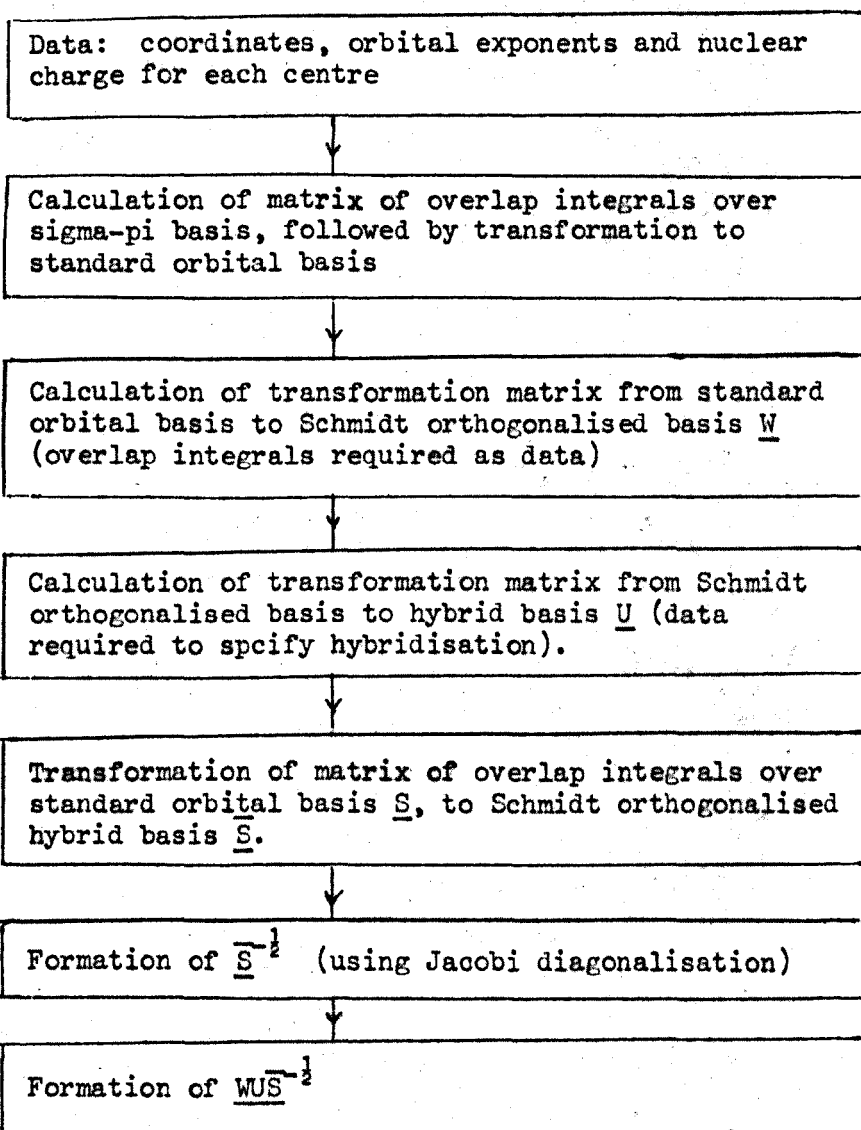 Data: coordinates, orbital exponents and nuclear
charge for each centre
Calculation of matrix of overlap integrals over
sigma-pi basis, followed by transformation to
standard orbital basis
Calculation of transformation matrix from standard
orbital basis to Schmidt orthogonalised basis W̲
(overlap integrals required as data)
Calculation of transformation matrix from Schmidt
orthogonalised basis to hybrid basis U̲ (data
required to spcify hybridisation).
Transformation of matrix of overlap integrals over
standard orbital basis S̲, to Schmidt orthogonalised
hybrid basis S̲̅.
Formation of S̲̅^-½ (using Jacobi diagonalisation)
Formation of W̲U̲S̲̅^-½